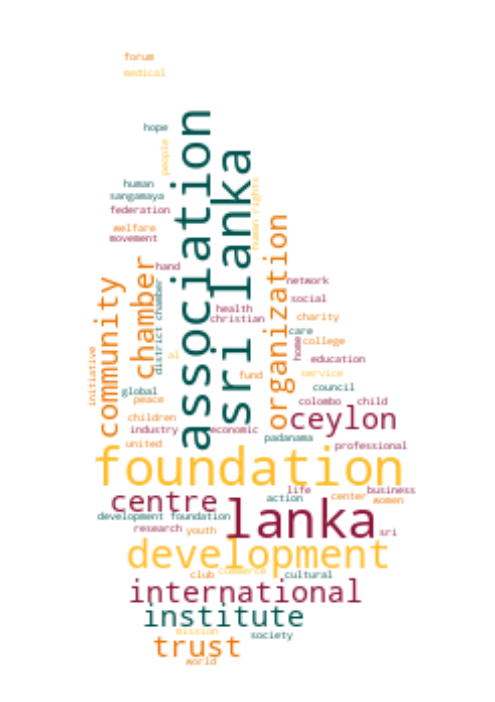 forum
medical
hope
people
association
sri lanka
human
sangamaya
human rights
federation
organization
welfare
movement
chamber
hand
district chamber
community
network
social
health
christian
charity
care
home
college
al
education
initiative
fund
service
global
council
peace
colombo
child
children
ceylon
industry
economic
united
padanama
professional
foundation
centre
life
action
center
business
women
lanka
development foundation
research
youth
sri
development
club
commerce
cultural
international
institute
mission
society
trust
world